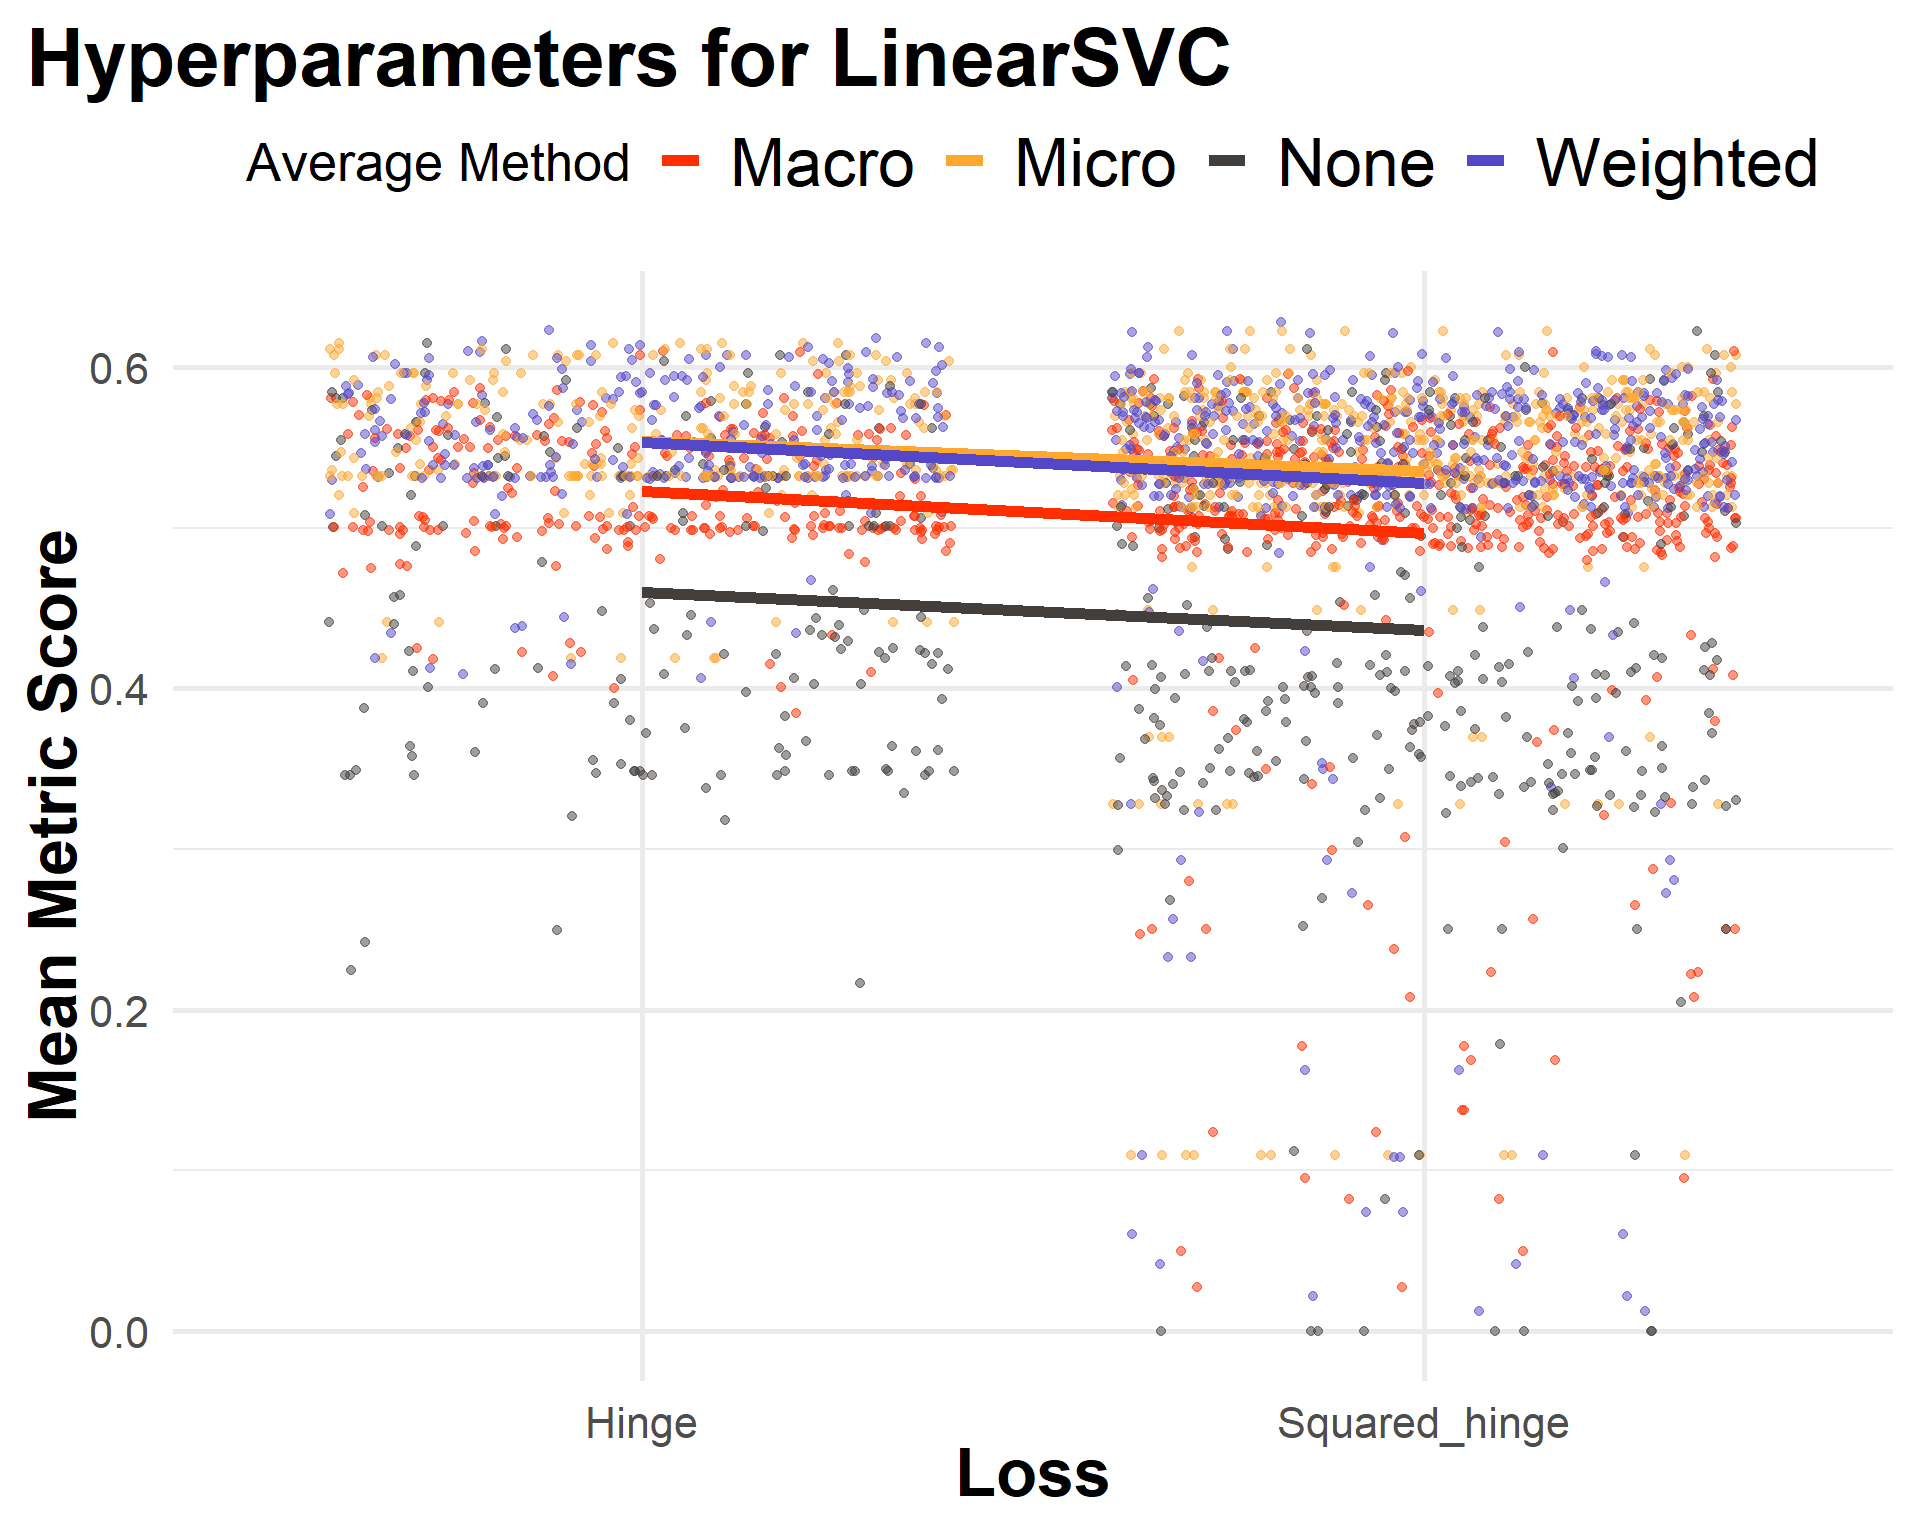 Hyperparameters for LinearSVC
Average Method Macro Micro None Weighted
Mean Metric Score
0.6
0.4
0.2
0.0
Hinge Squared_hinge
Loss